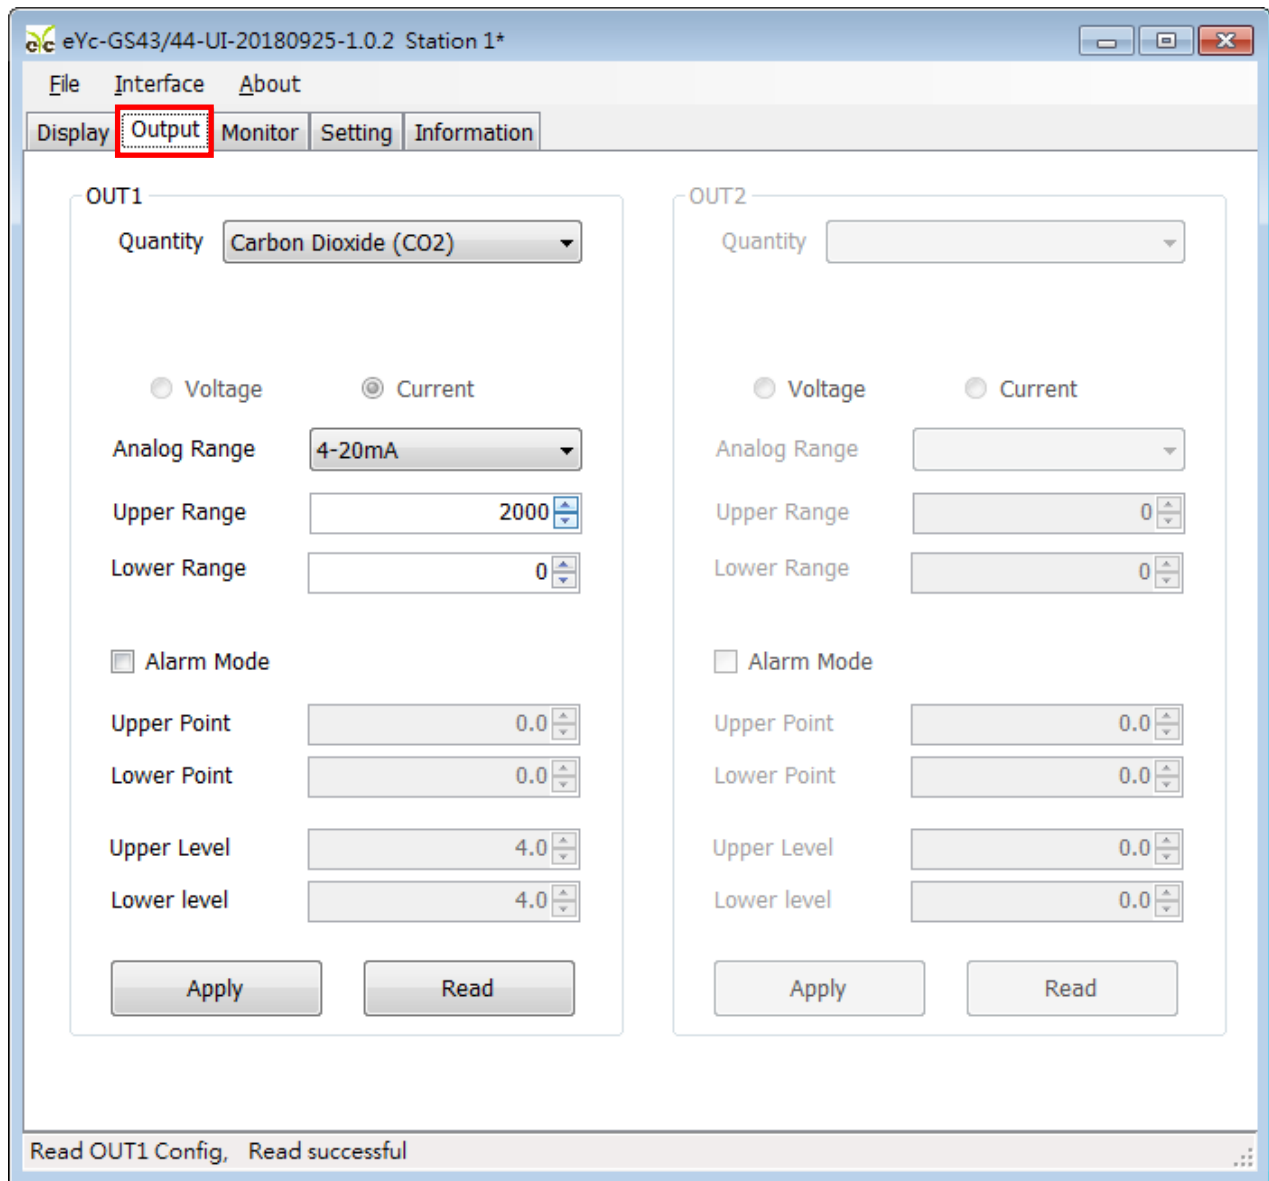 eYc eYc-GS43/44-UI-20180925-1.0.2 Station 1*
File Interface About
Display Output Monitor Setting Information
OUT1
Quantity Carbon Dioxide (CO2)
Voltage Current
Analog Range 4-20mA
Upper Range 2000
Lower Range 0
Alarm Mode
Upper Point 0.0
Lower Point 0.0
Upper Level 4.0
Lower level 4.0
Apply Read
OUT2
Quantity
Voltage Current
Analog Range
Upper Range 0
Lower Range 0
Alarm Mode
Upper Point 0.0
Lower Point 0.0
Upper Level 0.0
Lower level 0.0
Apply Read
Read OUT1 Config, Read successful